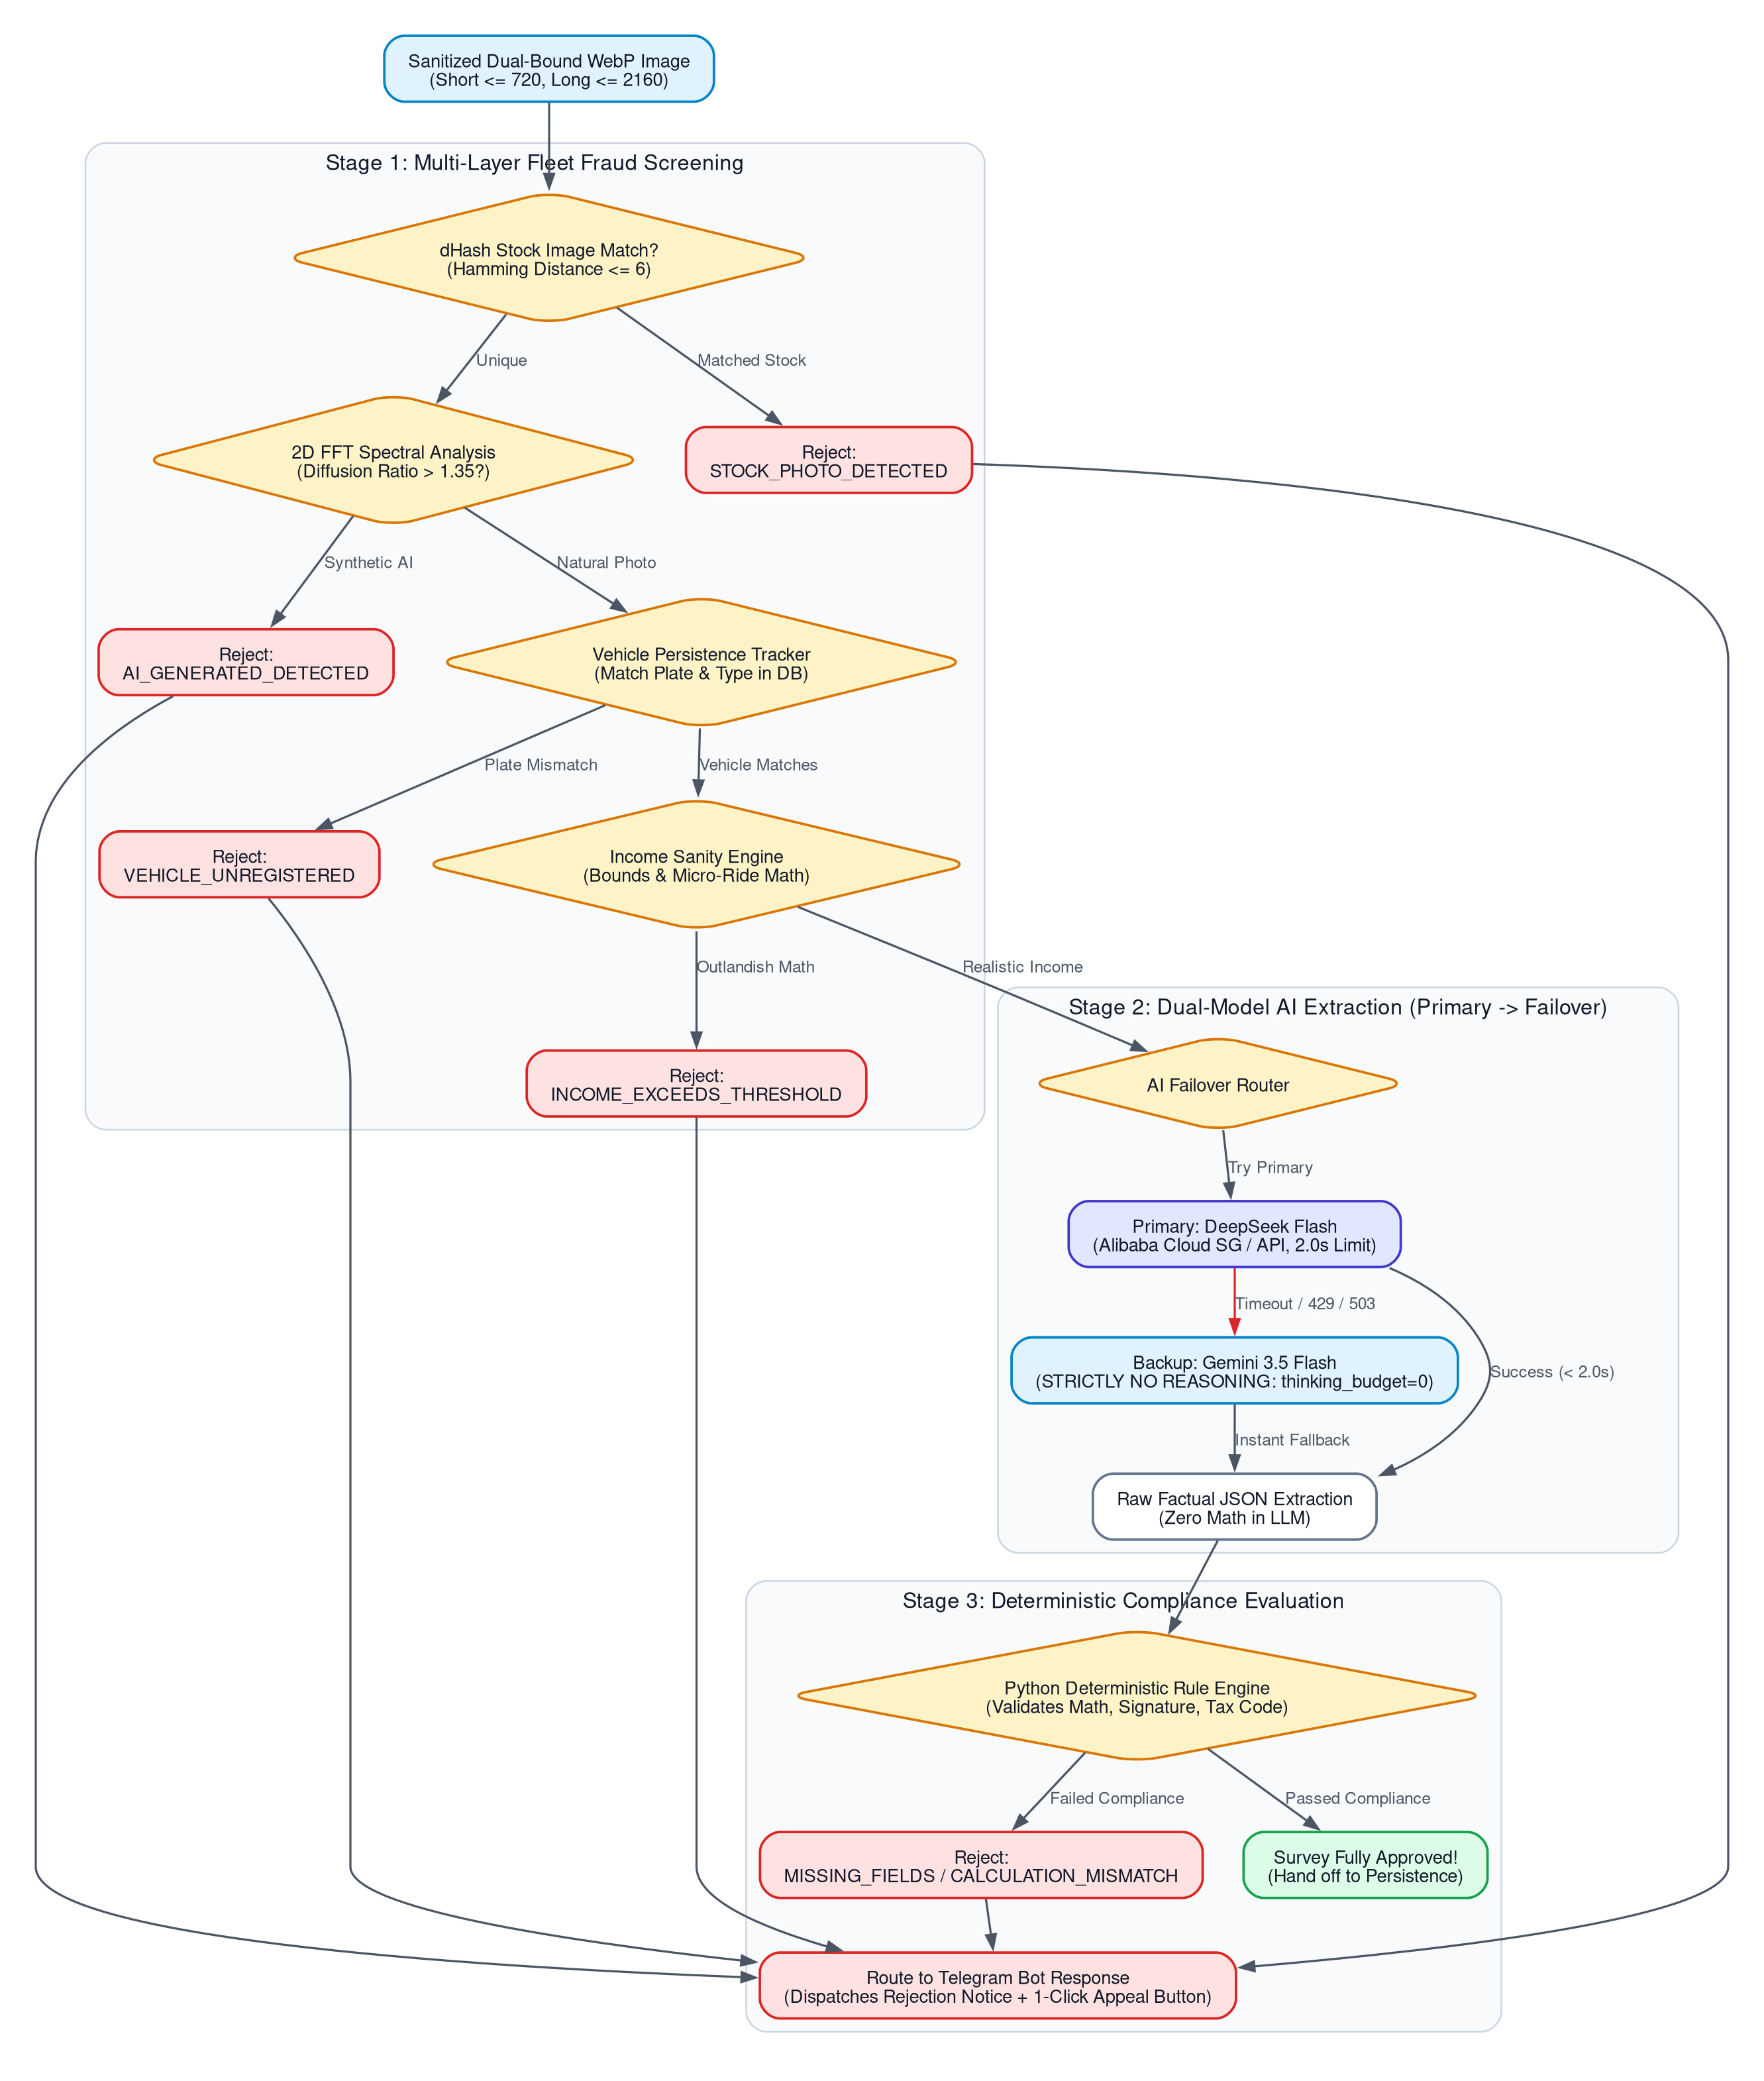 Sanitized Dual-Bound WebP Image
(Short <= 720, Long <= 2160)
Stage 1: Multi-Layer Fleet Fraud Screening
dHash Stock Image Match?
(Hamming Distance <= 6)
Unique
Matched Stock
2D FFT Spectral Analysis
(Diffusion Ratio > 1.35?)
Reject:
STOCK_PHOTO_DETECTED
Synthetic AI
Natural Photo
Reject:
AI_GENERATED_DETECTED
Vehicle Persistence Tracker
(Match Plate & Type in DB)
Plate Mismatch
Vehicle Matches
Reject:
VEHICLE_UNREGISTERED
Income Sanity Engine
(Bounds & Micro-Ride Math)
Outlandish Math
Realistic Income
Reject:
INCOME_EXCEEDS_THRESHOLD
Stage 2: Dual-Model AI Extraction (Primary -> Failover)
AI Failover Router
Try Primary
Primary: DeepSeek Flash
(Alibaba Cloud SG / API, 2.0s Limit)
Timeout / 429 / 503
Backup: Gemini 3.5 Flash
(STRICTLY NO REASONING: thinking_budget=0)
Success (< 2.0s)
Instant Fallback
Raw Factual JSON Extraction
(Zero Math in LLM)
Stage 3: Deterministic Compliance Evaluation
Python Deterministic Rule Engine
(Validates Math, Signature, Tax Code)
Failed Compliance
Passed Compliance
Reject:
MISSING_FIELDS / CALCULATION_MISMATCH
Survey Fully Approved!
(Hand off to Persistence)
Route to Telegram Bot Response
(Dispatches Rejection Notice + 1-Click Appeal Button)